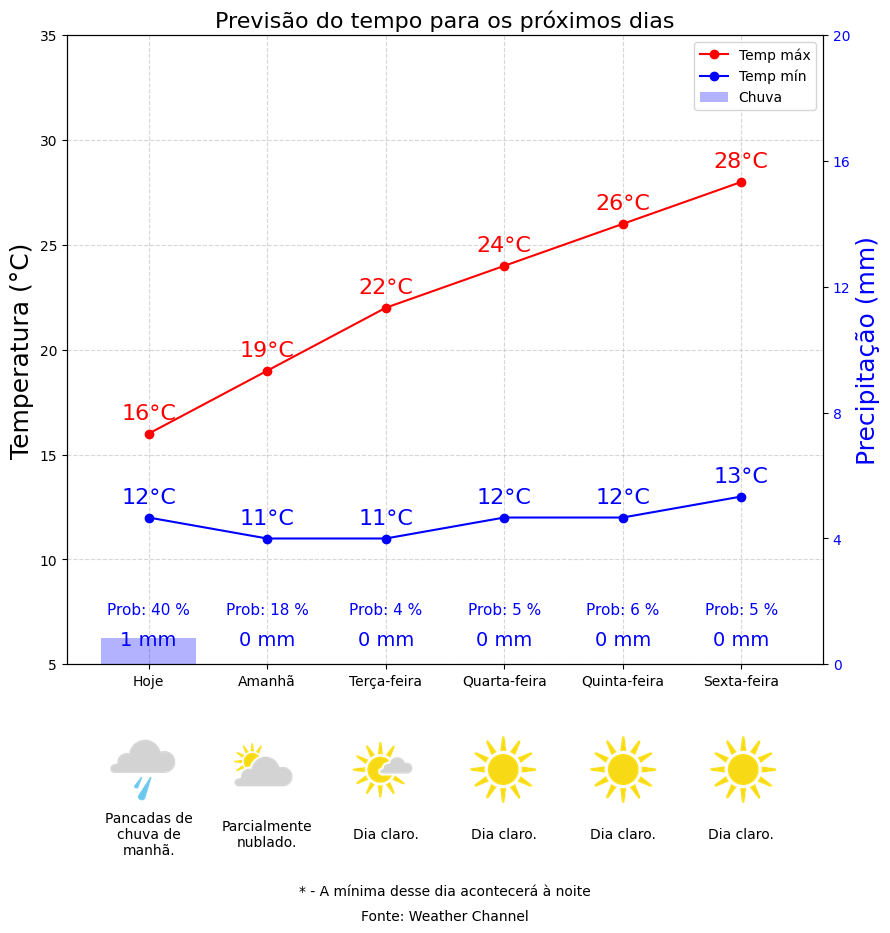 Previsão do tempo para os próximos dias
35
30
25
20
15
10
5
Temperatura (°C)
20
16
12
8
4
0
Precipitação (mm)
Temp máx
Temp mín
Chuva
16°C
19°C
22°C
24°C
26°C
28°C
12°C
11°C
11°C
12°C
12°C
13°C
Prob: 40 %
Prob: 18 %
Prob: 4 %
Prob: 5 %
Prob: 6 %
Prob: 5 %
1 mm
0 mm
0 mm
0 mm
0 mm
0 mm
Hoje
Amanhã
Terça-feira
Quarta-feira
Quinta-feira
Sexta-feira
Pancadas de
chuva de
manhã.
Parcialmente
nublado.
Dia claro.
Dia claro.
Dia claro.
Dia claro.
* - A mínima desse dia acontecerá à noite
Fonte: Weather Channel